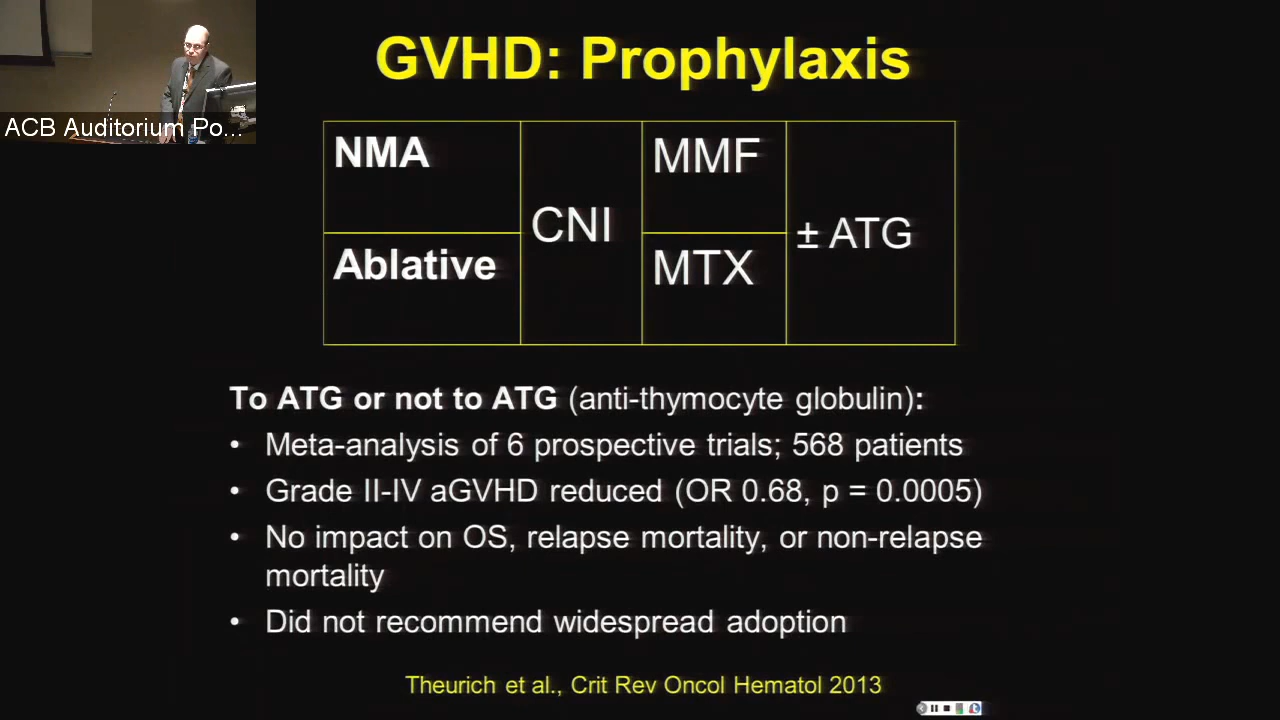 GVHD: Prophylaxis
ACB Auditorium Po...
NMA
MMF
CNI
± ATG
Ablative
MTX
To ATG or not to ATG (anti-thymocyte globulin):
• Meta-analysis of 6 prospective trials; 568 patients
• Grade II-IV aGVHD reduced (OR 0.68, p = 0.0005)
• No impact on OS, relapse mortality, or non-relapse
mortality
• Did not recommend widespread adoption
Theurich et al., Crit Rev Oncol Hematol 2013